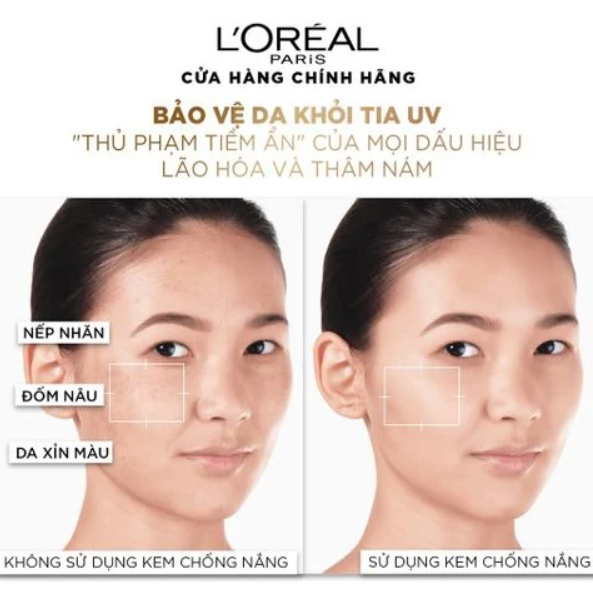 L'ORÉAL
PARIS
CỬA HÀNG CHÍNH HÃNG
BẢO VỆ DA KHỎI TIA UV
"THỦ PHẠM TIỀM ẨN" CỦA MỌI DẤU HIỆU
LÃO HÓA VÀ THÂM NÁM
NẾP NHĂN
ĐỐM NÂU
DA XỈN MÀU
KHÔNG SỬ DỤNG KEM CHỐNG NẮNG
SỬ DỤNG KEM CHỐNG NẮNG